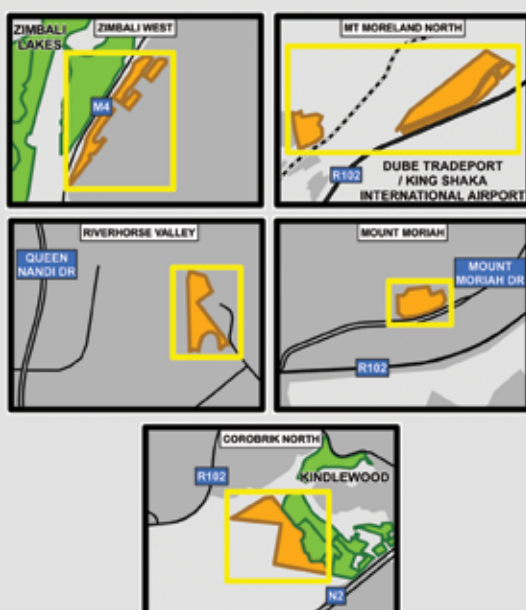 ZIMBALI
LAKES
ZIMBALI WEST
M4
MT MORELAND NORTH
R102
DUBE TRADEPORT
/ KING SHAKA
INTERNATIONAL AIRPORT
RIVERHORSE VALLEY
QUEEN
NANDI DR
MOUNT MORIAH
MOUNT
MORIAH DR
R102
COROBRIK NORTH
R102
KINDLEWOOD
N2